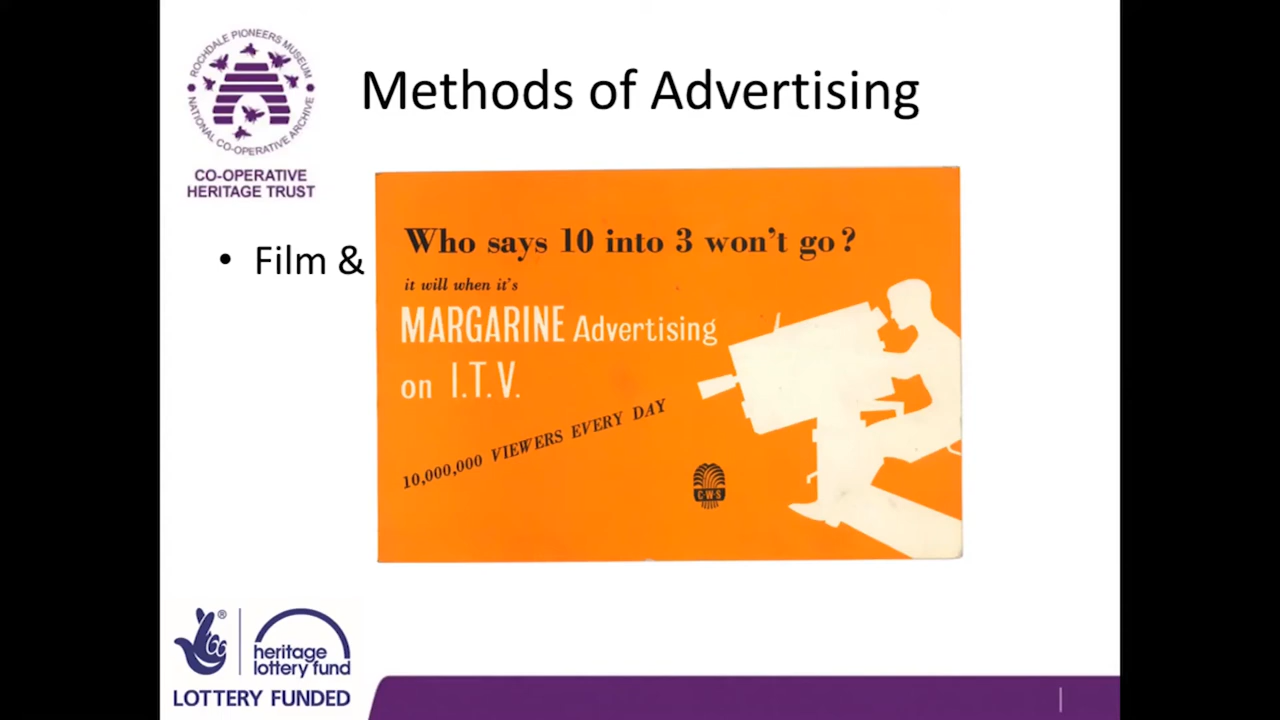 ROCHDALE PIONEERS MUSEUM
NATIONAL CO-OPERATIVE ARCHIVE
CO-OPERATIVE
HERITAGE TRUST
Methods of Advertising
• Film &
Who says 10 into 3 won't go?
it will when it's
MARGARINE Advertising
on I.T.V.
10,000,000 VIEWERS EVERY DAY
C·W·S
®
heritage
lottery fund
LOTTERY FUNDED